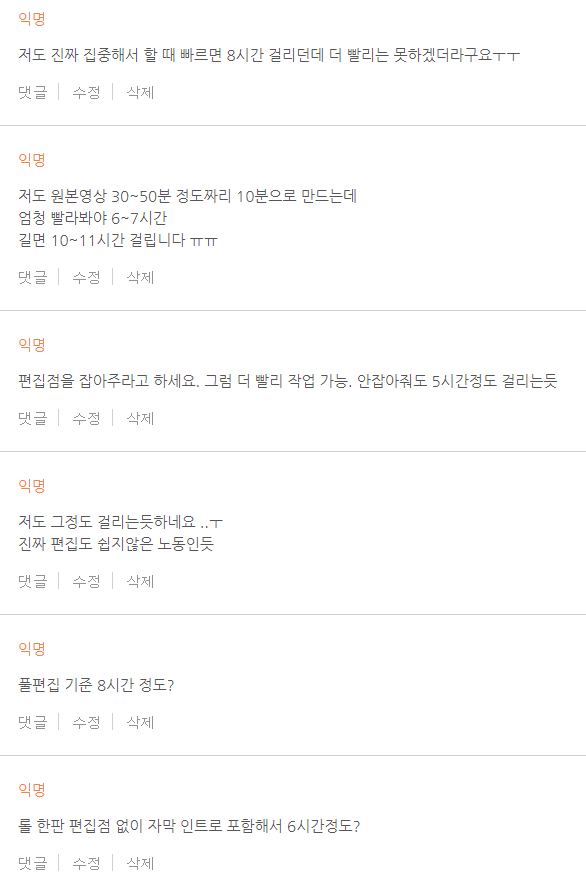 익명
저도 진짜 집중해서 할 때 빠르면 8시간 걸리던데 더 빨리는 못하겠더라구요ㅜㅜ
댓글 수정 삭제
익명
저도 원본영상 30~50분 정도짜리 10분으로 만드는데
엄청 빨라봐야 6~7시간
길면 10~11시간 걸립니다 ㅠㅠ
댓글 수정 삭제
익명
편집점을 잡아주라고 하세요. 그럼 더 빨리 작업 가능. 안잡아줘도 5시간정도 걸리는듯
댓글 수정 삭제
익명
저도 그정도 걸리는듯하네요 ..ㅜ
진짜 편집도 쉽지않은 노동인듯
댓글 수정 삭제
익명
풀편집 기준 8시간 정도?
댓글 수정 삭제
익명
롤 한판 편집점 없이 자막 인트로 포함해서 6시간정도?
댓글 수정 삭제